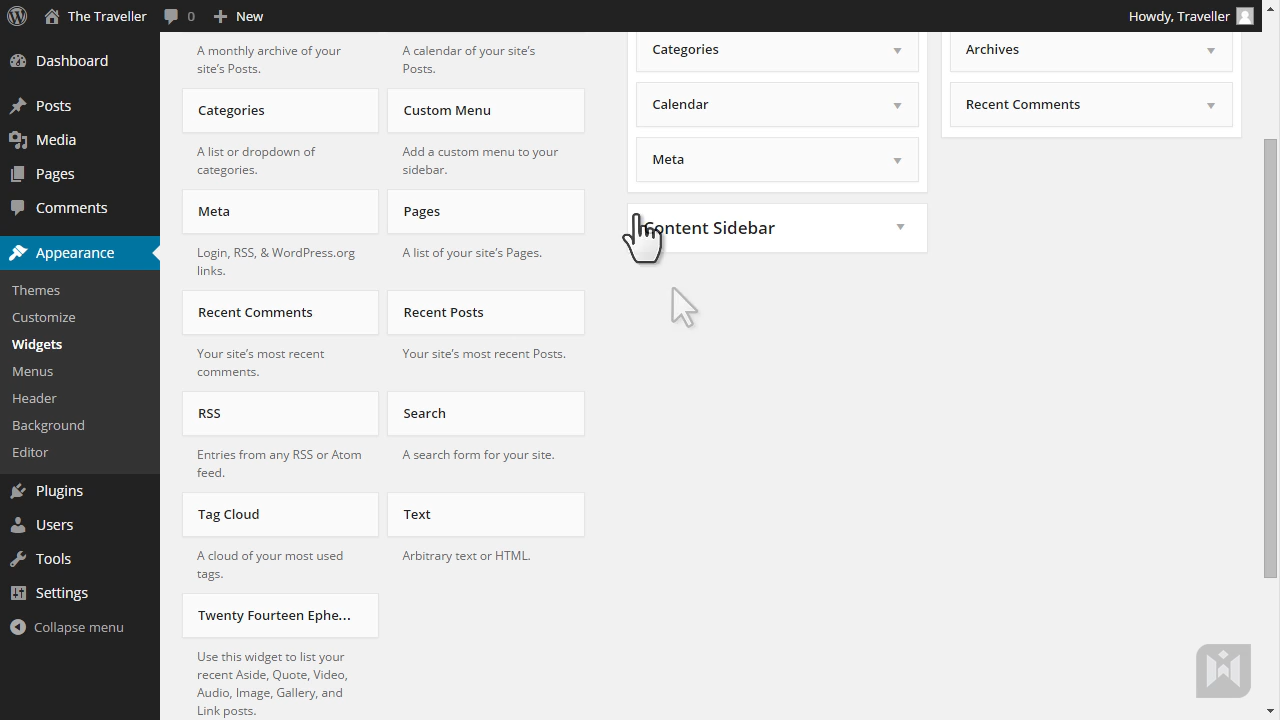 The Traveller
0
New
Howdy, Traveller
Dashboard
Posts
Media
Pages
Comments
Appearance
Themes
Customize
Widgets
Menus
Header
Background
Editor
Plugins
Users
Tools
Settings
Collapse menu
A monthly archive of your
site's Posts.
A calendar of your site's
Posts.
Categories
Custom Menu
A list or dropdown of
categories.
Add a custom menu to your
sidebar.
Meta
Pages
Login, RSS, & WordPress.org
links.
A list of your site's Pages.
Recent Comments
Recent Posts
Your site's most recent
comments.
Your site's most recent Posts.
RSS
Search
Entries from any RSS or Atom
feed.
A search form for your site.
Tag Cloud
Text
A cloud of your most used
tags.
Arbitrary text or HTML.
Twenty Fourteen Ephe...
Use this widget to list your
recent Aside, Quote, Video,
Audio, Image, Gallery, and
Link posts.
Categories
Calendar
Meta
Content Sidebar
Archives
Recent Comments